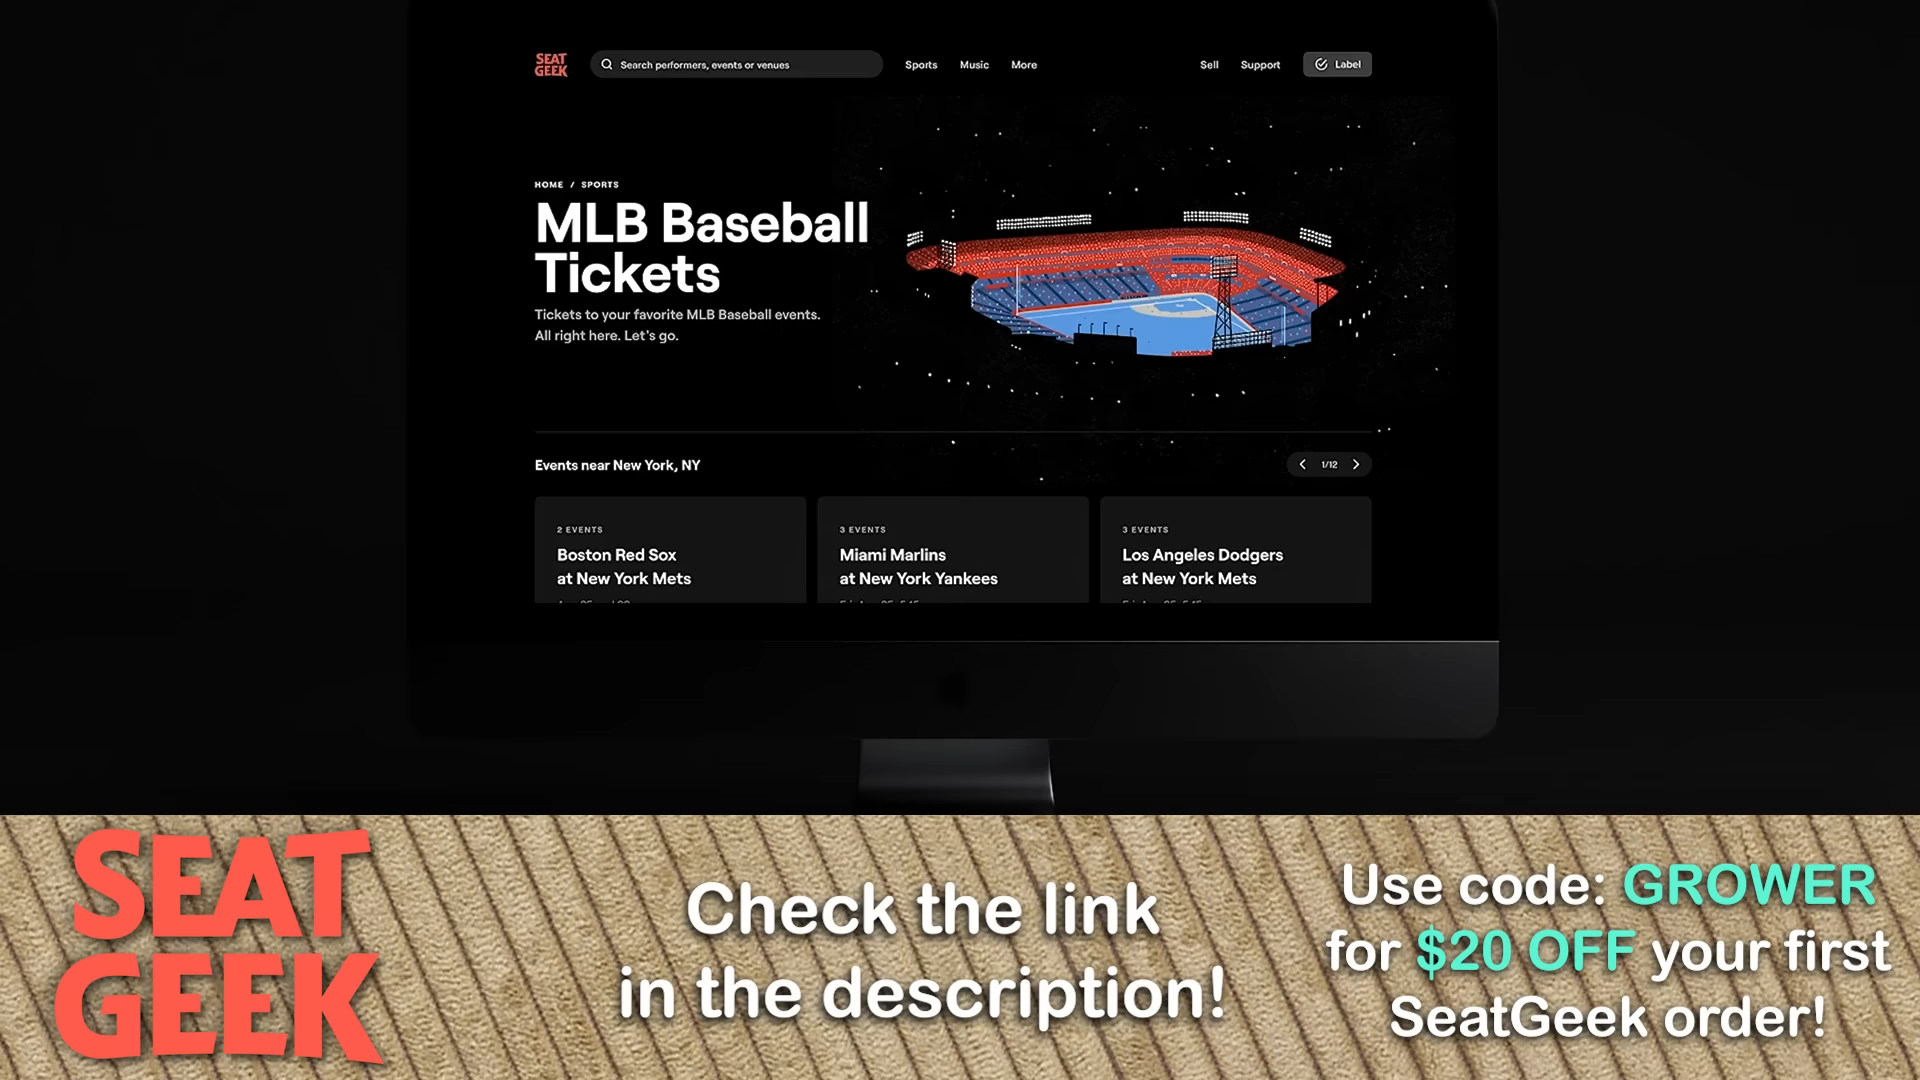 SEAT
GEEK
Search performers, events or venues
Sports
Music
More
Sell
Support
Label
HOME / SPORTS
MLB Baseball
Tickets
Tickets to your favorite MLB Baseball events.
All right here. Let's go.
Events near New York, NY
1/12
2 EVENTS
Boston Red Sox
at New York Mets
3 EVENTS
Miami Marlins
at New York Yankees
3 EVENTS
Los Angeles Dodgers
at New York Mets
SEAT
GEEK
Check the link
in the description!
Use code: GROWER
for $20 OFF your first
SeatGeek order!